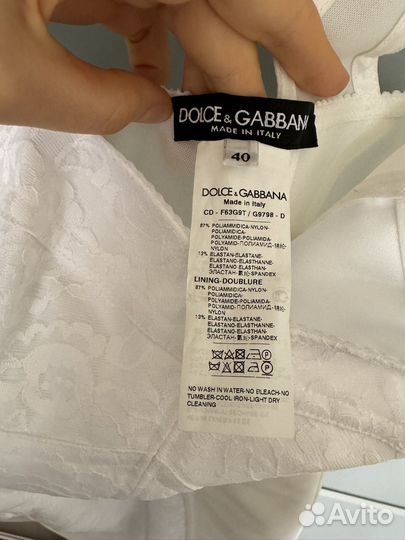 DOLCE & GABBANA
MADE IN ITALY
40
DOLCE & GABBANA
Made in Italy
CD - F63G9T / G9798 - D
87% POLIAMMIDICA-NYLON-
POLIAMIDICA-
POLYAMIDE-POLIAMIDA-
POLYAMID-ПОЛИАМИД-
NYLON
13% ELASTAN-ELASTANE-
ELASTANO-ELASTHANNE-
ELASTANO-ELASTHAN-
ЭЛАСТАН-SPANDEX
LINING-DOUBLURE
87% POLIAMMIDICA-NYLON-
POLIAMIDICA-
POLYAMIDE-POLIAMIDA-
POLYAMID-ПОЛИАМИД-
NYLON
13% ELASTAN-ELASTANE-
ELASTANO-ELASTHANNE-
ELASTANO-ELASTHAN-
ЭЛАСТАН-SPANDEX
NO WASH IN WATER-NO BLEACH-NO
TUMBLER-COOL IRON-LIGHT DRY
CLEANING
Avito